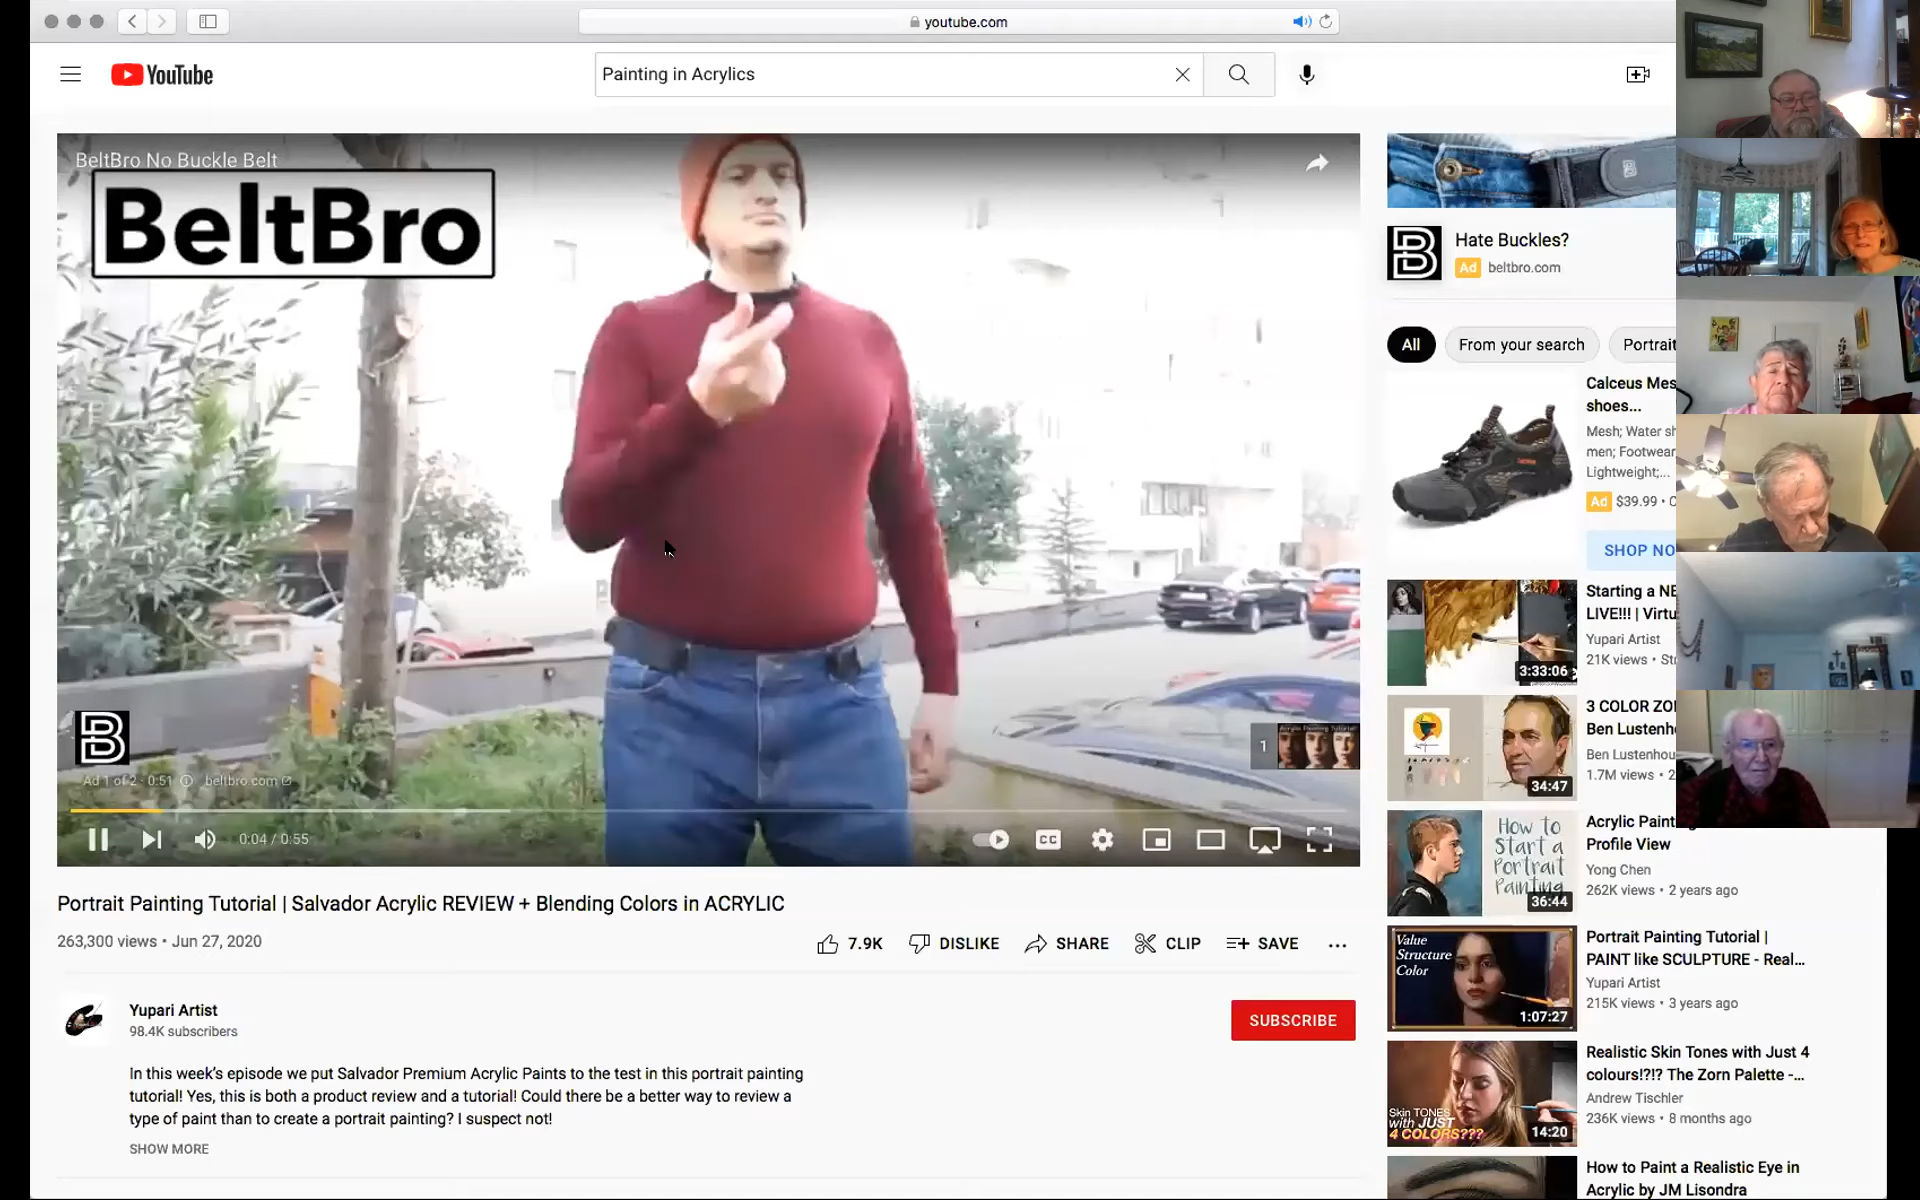 youtube.com
YouTube
Painting in Acrylics
BeltBro No Buckle Belt
BeltBro
Ad 1 of 2 · 0:51 beltbro.com
1
Acrylic Painting Tutorial
0:04 / 0:55
CC
Portrait Painting Tutorial | Salvador Acrylic REVIEW + Blending Colors in ACRYLIC
263,300 views • Jun 27, 2020
7.9K
DISLIKE
SHARE
CLIP
SAVE
Yupari Artist
98.4K subscribers
SUBSCRIBE
In this week's episode we put Salvador Premium Acrylic Paints to the test in this portrait painting
tutorial! Yes, this is both a product review and a tutorial! Could there be a better way to review a
type of paint than to create a portrait painting? I suspect not!
SHOW MORE
Hate Buckles?
Ad beltbro.com
All
From your search
Portrait
Calceus Mes
shoes...
Mesh; Water sh
men; Footwear
Lightweight;...
Ad $39.99 •
SHOP NO
Starting a NE
LIVE!!! | Virtu
Yupari Artist
21K views • St
3:33:06
3 COLOR ZO
Ben Lustenh
Ben Lustenhou
1.7M views • 2
34:47
Acrylic Paint
Profile View
Yong Chen
262K views • 2 years ago
How to
Start a
Portrait
Painting
36:44
Portrait Painting Tutorial |
PAINT like SCULPTURE - Real...
Yupari Artist
215K views • 3 years ago
Value
Structure
Color
1:07:27
Realistic Skin Tones with Just 4
colours!?!? The Zorn Palette -...
Andrew Tischler
236K views • 8 months ago
Skin TONES
with JUST
4 COLORS???
14:20
How to Paint a Realistic Eye in
Acrylic by JM Lisondra